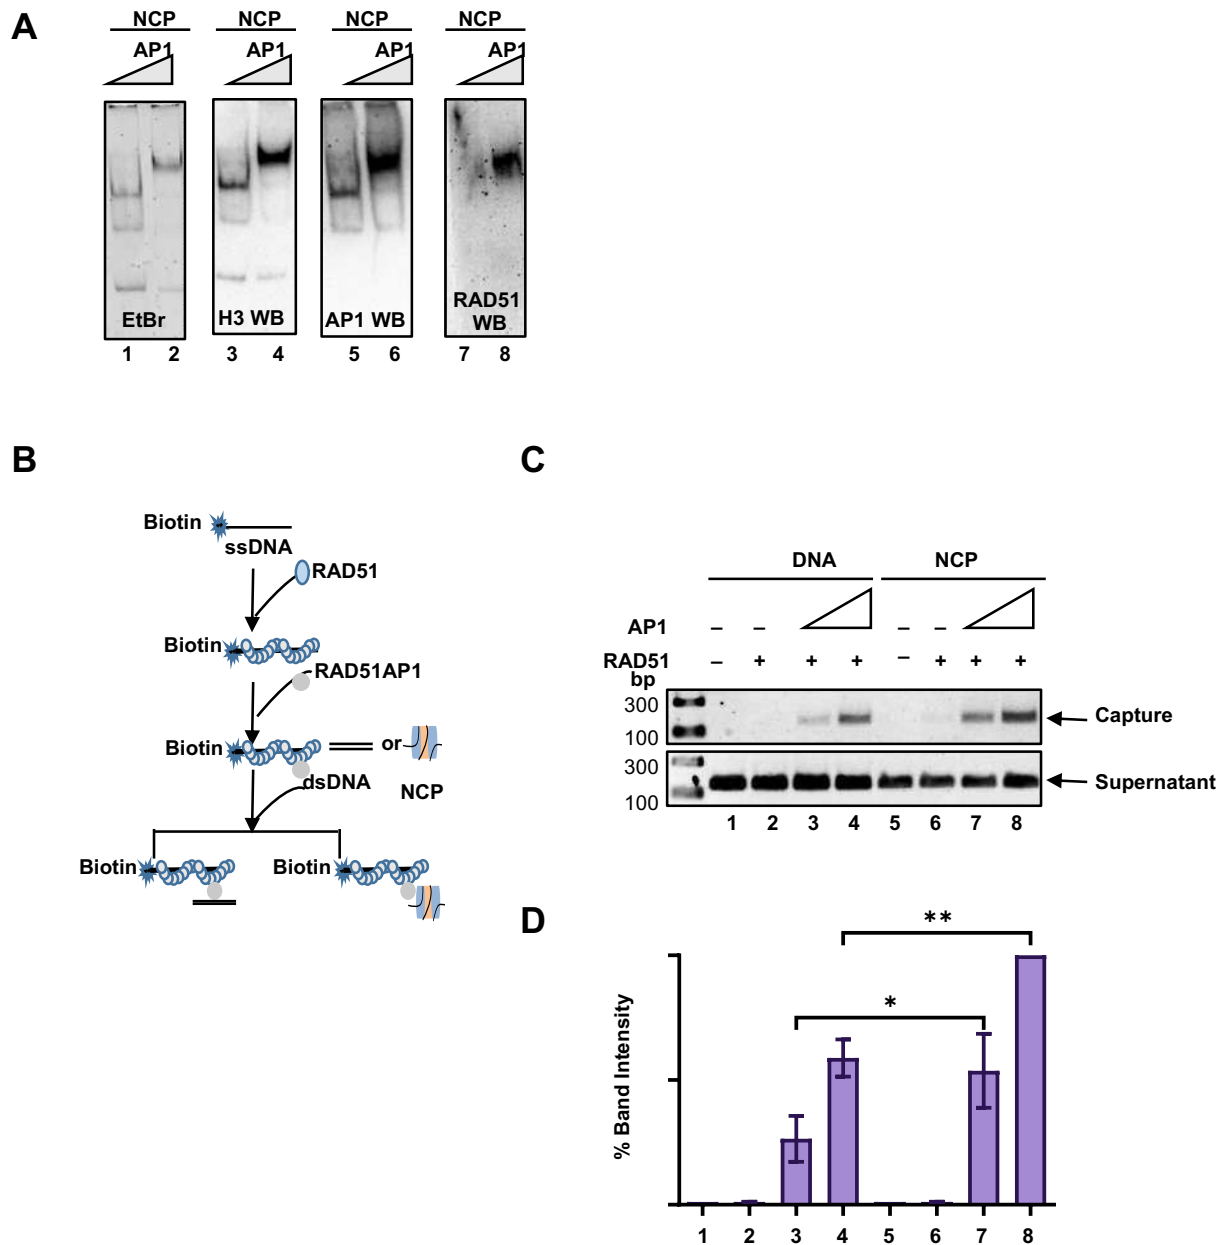 A
NCP NCP NCP NCP
AP1 AP1 AP1 AP1
EtBr H3 WB AP1 WB RAD51 WB
1 2 3 4 5 6 7 8
B
Biotin
ssDNA
RAD51
Biotin
RAD51AP1
Biotin or
dsDNA NCP
Biotin Biotin
C
DNA NCP
AP1 – – – –
RAD51 – + + + – + + +
bp
300
100
Capture
300
100
Supernatant
1 2 3 4 5 6 7 8
D
**
*
% Band Intensity
1 2 3 4 5 6 7 8